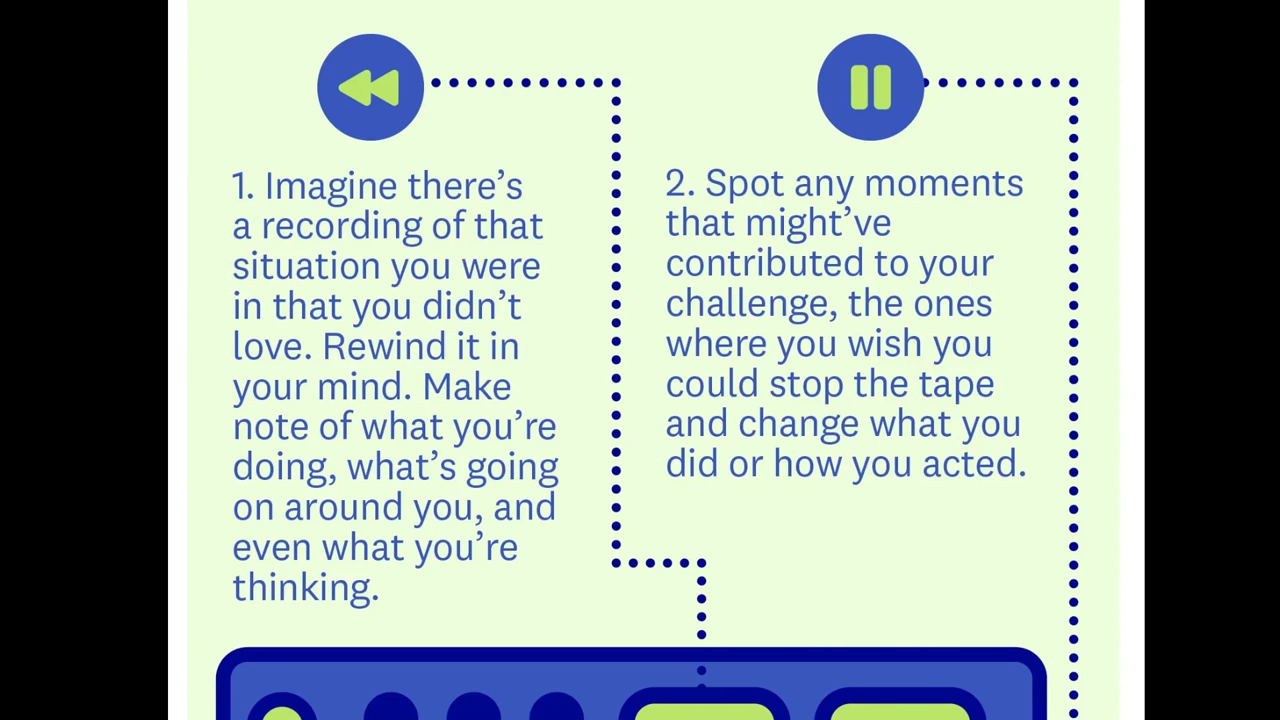 1. Imagine there’s
a recording of that
situation you were
in that you didn’t
love. Rewind it in
your mind. Make
note of what you’re
doing, what’s going
on around you, and
even what you’re
thinking.
2. Spot any moments
that might’ve
contributed to your
challenge, the ones
where you wish you
could stop the tape
and change what you
did or how you acted.